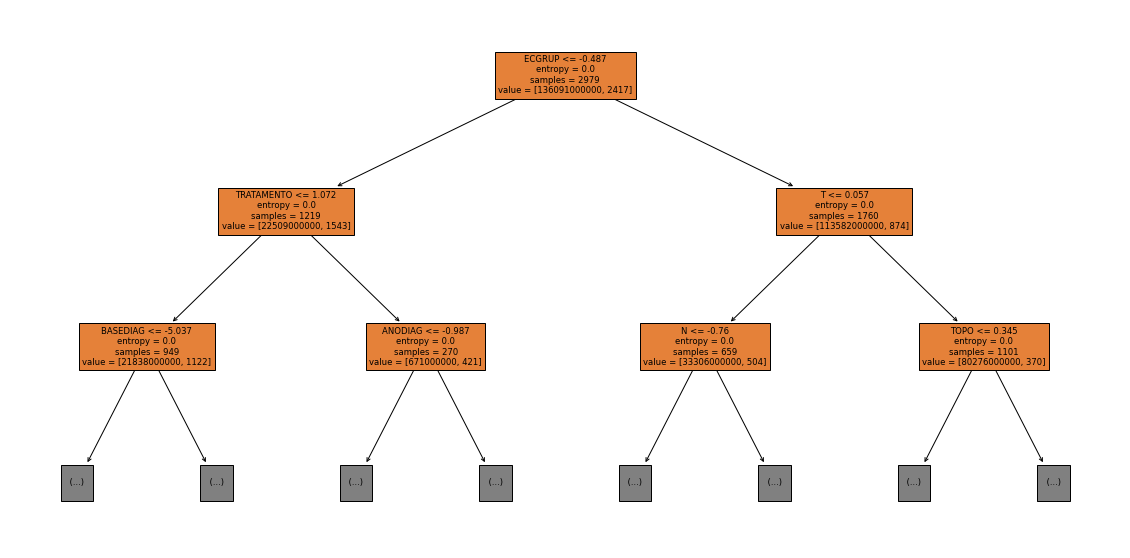 ECGRUP <= -0.487
entropy = 0.0
samples = 2979
value = [136091000000, 2417]
TRATAMENTO <= 1.072
entropy = 0.0
samples = 1219
value = [22509000000, 1543]
T <= 0.057
entropy = 0.0
samples = 1760
value = [113582000000, 874]
BASEDIAG <= -5.037
entropy = 0.0
samples = 949
value = [21838000000, 1122]
ANODIAG <= -0.987
entropy = 0.0
samples = 270
value = [671000000, 421]
N <= -0.76
entropy = 0.0
samples = 659
value = [33306000000, 504]
TOPO <= 0.345
entropy = 0.0
samples = 1101
value = [80276000000, 370]
(...)
(...)
(...)
(...)
(...)
(...)
(...)
(...)